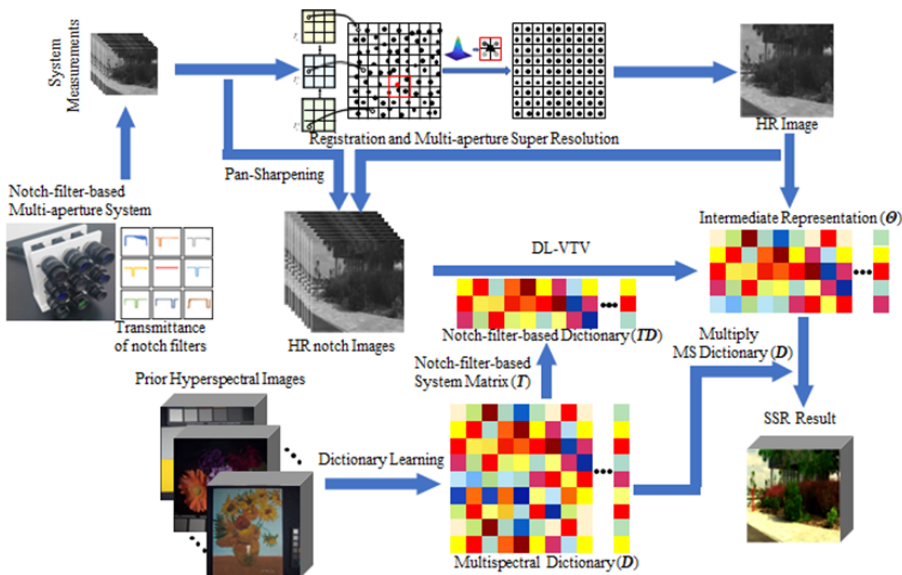 System
Measurements
Registration and Multi-aperture Super Resolution
HR Image
Pan-Sharpening
Notch-filter-based
Multi-aperture System
Transmittance
of notch filters
HR notch Images
DL-VTV
Intermediate Representation (Θ)
Notch-filter-based Dictionary (TD)
Notch-filter-based
System Matrix (T)
Multiply
MS Dictionary (D)
Prior Hyperspectral Images
Dictionary Learning
Multispectral Dictionary (D)
SSR Result